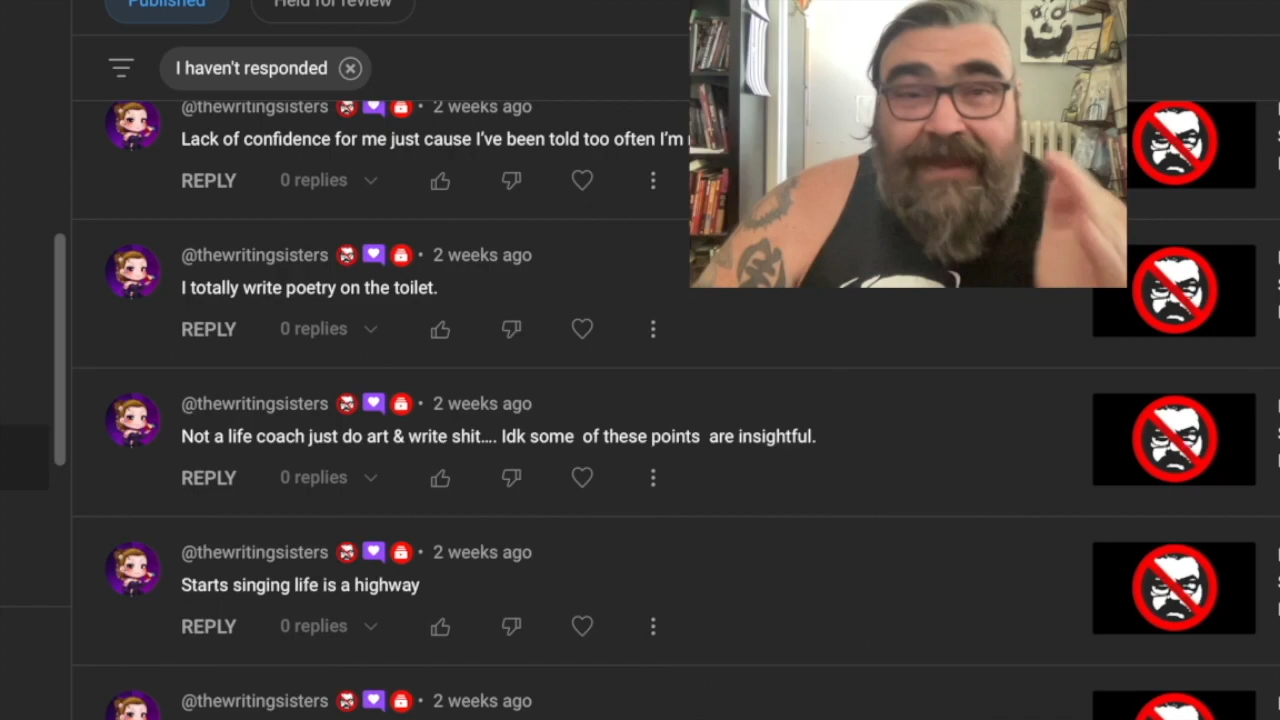 Published Held for review
I haven't responded
@thewritingsisters • 2 weeks ago
Lack of confidence for me just cause I've been told too often I'm
REPLY 0 replies
@thewritingsisters • 2 weeks ago
I totally write poetry on the toilet.
REPLY 0 replies
@thewritingsisters • 2 weeks ago
Not a life coach just do art & write shit.... Idk some of these points are insightful.
REPLY 0 replies
@thewritingsisters • 2 weeks ago
Starts singing life is a highway
REPLY 0 replies
@thewritingsisters • 2 weeks ago